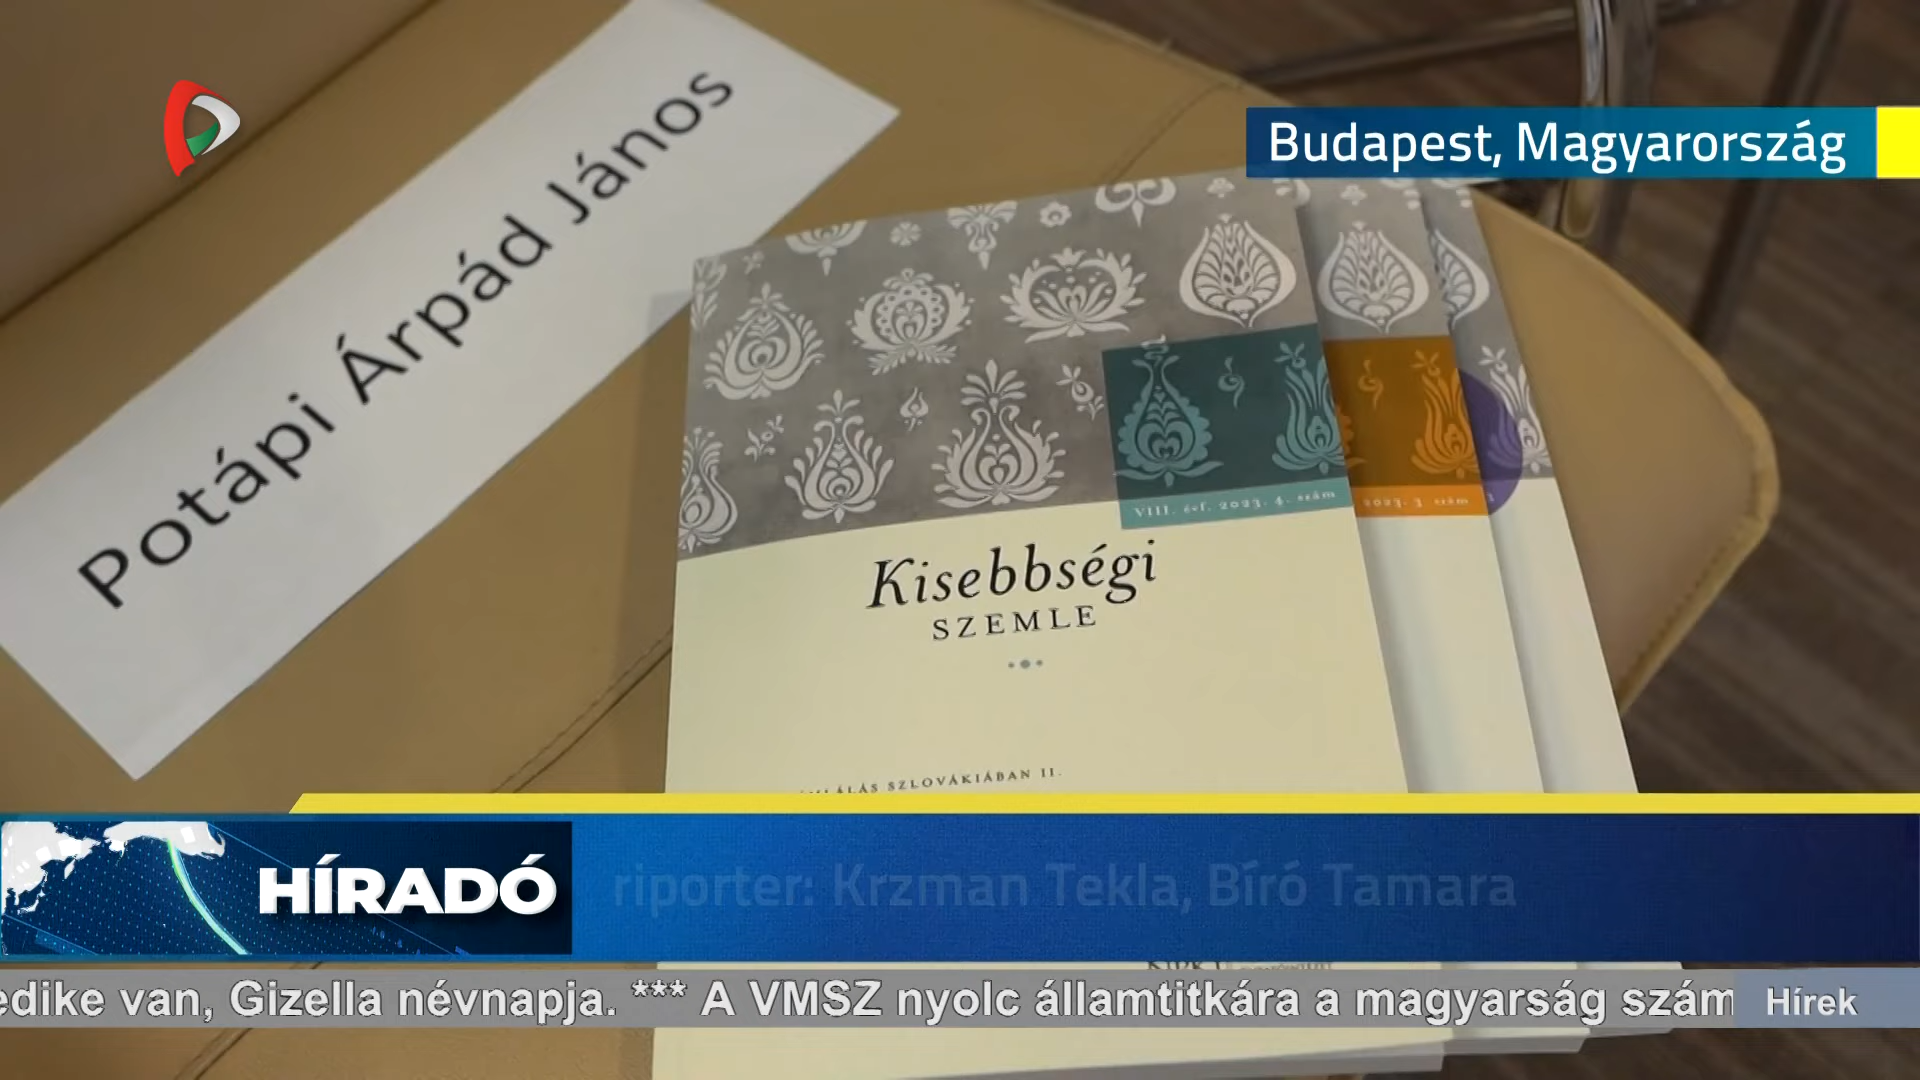 Budapest, Magyarország
Potápi Árpád János
VIII. évf. 2023. 4. szám
2023. 3. szám
Kisebbségi
SZEMLE
SZLOVÁKIÁBAN II.
HÍRADÓ
riporter: Krzman Tekla, Bíró Tamara
edike van, Gizella névnapja. *** A VMSZ nyolc államtitkára a magyarság szám
Hírek